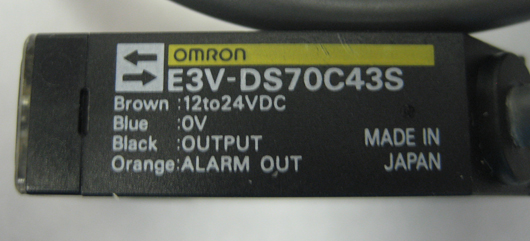 OMRON
E3V-DS70C43S
Brown :12to24VDC
Blue :0V
Black :OUTPUT
Orange:ALARM OUT
MADE IN
JAPAN